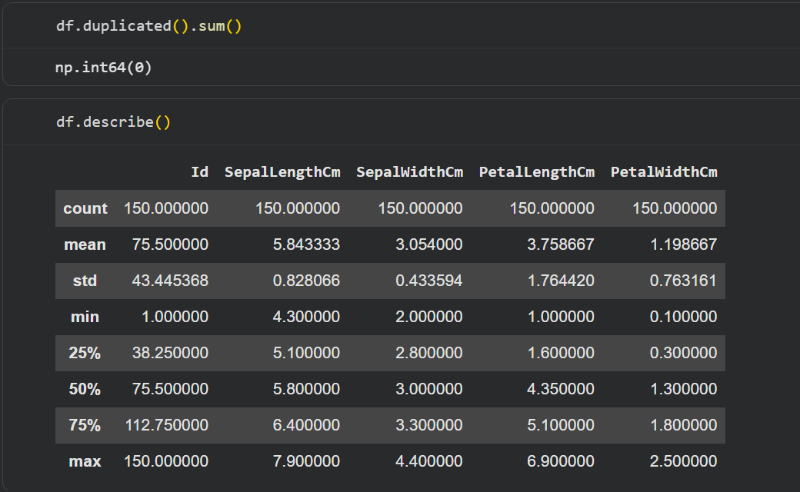 df.duplicated().sum()
np.int64(0)
df.describe()
Id SepalLengthCm SepalWidthCm PetalLengthCm PetalWidthCm
count 150.000000 150.000000 150.000000 150.000000 150.000000
mean 75.500000 5.843333 3.054000 3.758667 1.198667
std 43.445368 0.828066 0.433594 1.764420 0.763161
min 1.000000 4.300000 2.000000 1.000000 0.100000
25% 38.250000 5.100000 2.800000 1.600000 0.300000
50% 75.500000 5.800000 3.000000 4.350000 1.300000
75% 112.750000 6.400000 3.300000 5.100000 1.800000
max 150.000000 7.900000 4.400000 6.900000 2.500000